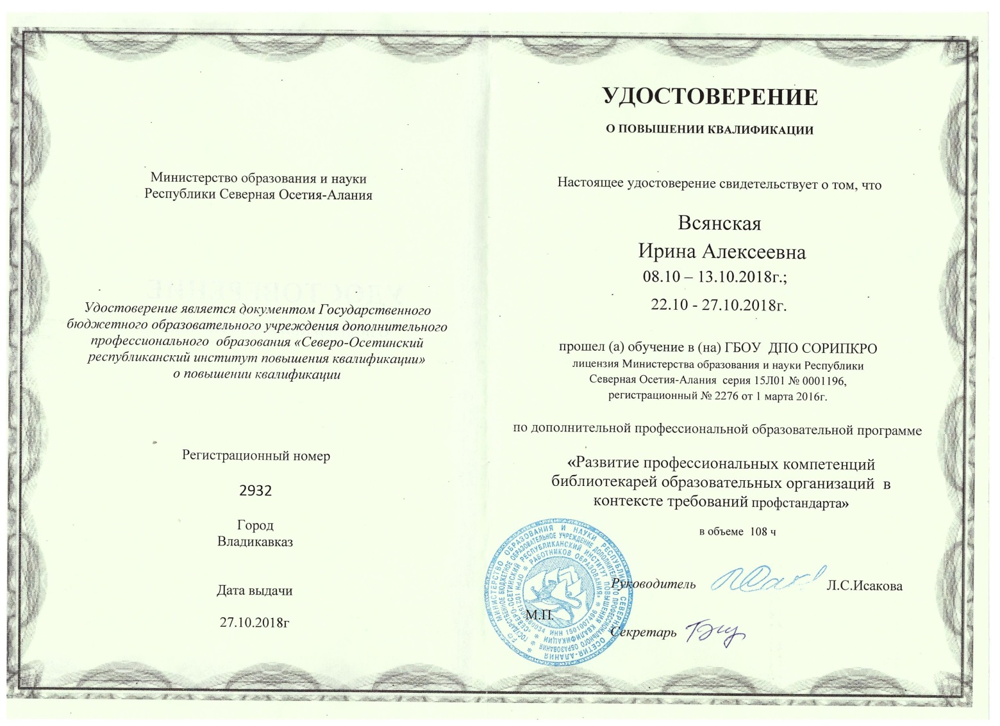 Министерство образования и науки
Республики Северная Осетия-Алания
Удостоверение является документом Государственного
бюджетного образовательного учреждения дополнительного
профессионального образования «Северо-Осетинский
республиканский институт повышения квалификации»
о повышении квалификации
Регистрационный номер
2932
Город
Владикавказ
Дата выдачи
27.10.2018г
УДОСТОВЕРЕНИЕ
О ПОВЫШЕНИИ КВАЛИФИКАЦИИ
Настоящее удостоверение свидетельствует о том, что
Всянская
Ирина Алексеевна
08.10 – 13.10.2018г.;
22.10 - 27.10.2018г.
прошел (а) обучение в (на) ГБОУ ДПО СОРИПКРО
лицензия Министерства образования и науки Республики
Северная Осетия-Алания серия 15Л01 № 0001196,
регистрационный № 2276 от 1 марта 2016г.
по дополнительной профессиональной образовательной программе
«Развитие профессиональных компетенций
библиотекарей образовательных организаций в
контексте требований профстандарта»
в объеме 108 ч
Руководитель Л.С.Исакова
М.П.
Секретарь
МИНИСТЕРСТВО ОБРАЗОВАНИЯ И НАУКИ РЕСПУБЛИКИ СЕВЕРНАЯ ОСЕТИЯ-АЛАНИЯ
ГОСУДАРСТВЕННОЕ БЮДЖЕТНОЕ ОБРАЗОВАТЕЛЬНОЕ УЧРЕЖДЕНИЕ ДОПОЛНИТЕЛЬНОГО ПРОФЕССИОНАЛЬНОГО ОБРАЗОВАНИЯ
«СЕВЕРО-ОСЕТИНСКИЙ РЕСПУБЛИКАНСКИЙ ИНСТИТУТ ПОВЫШЕНИЯ КВАЛИФИКАЦИИ
РАБОТНИКОВ ОБРАЗОВАНИЯ» * ИНН 1501007496